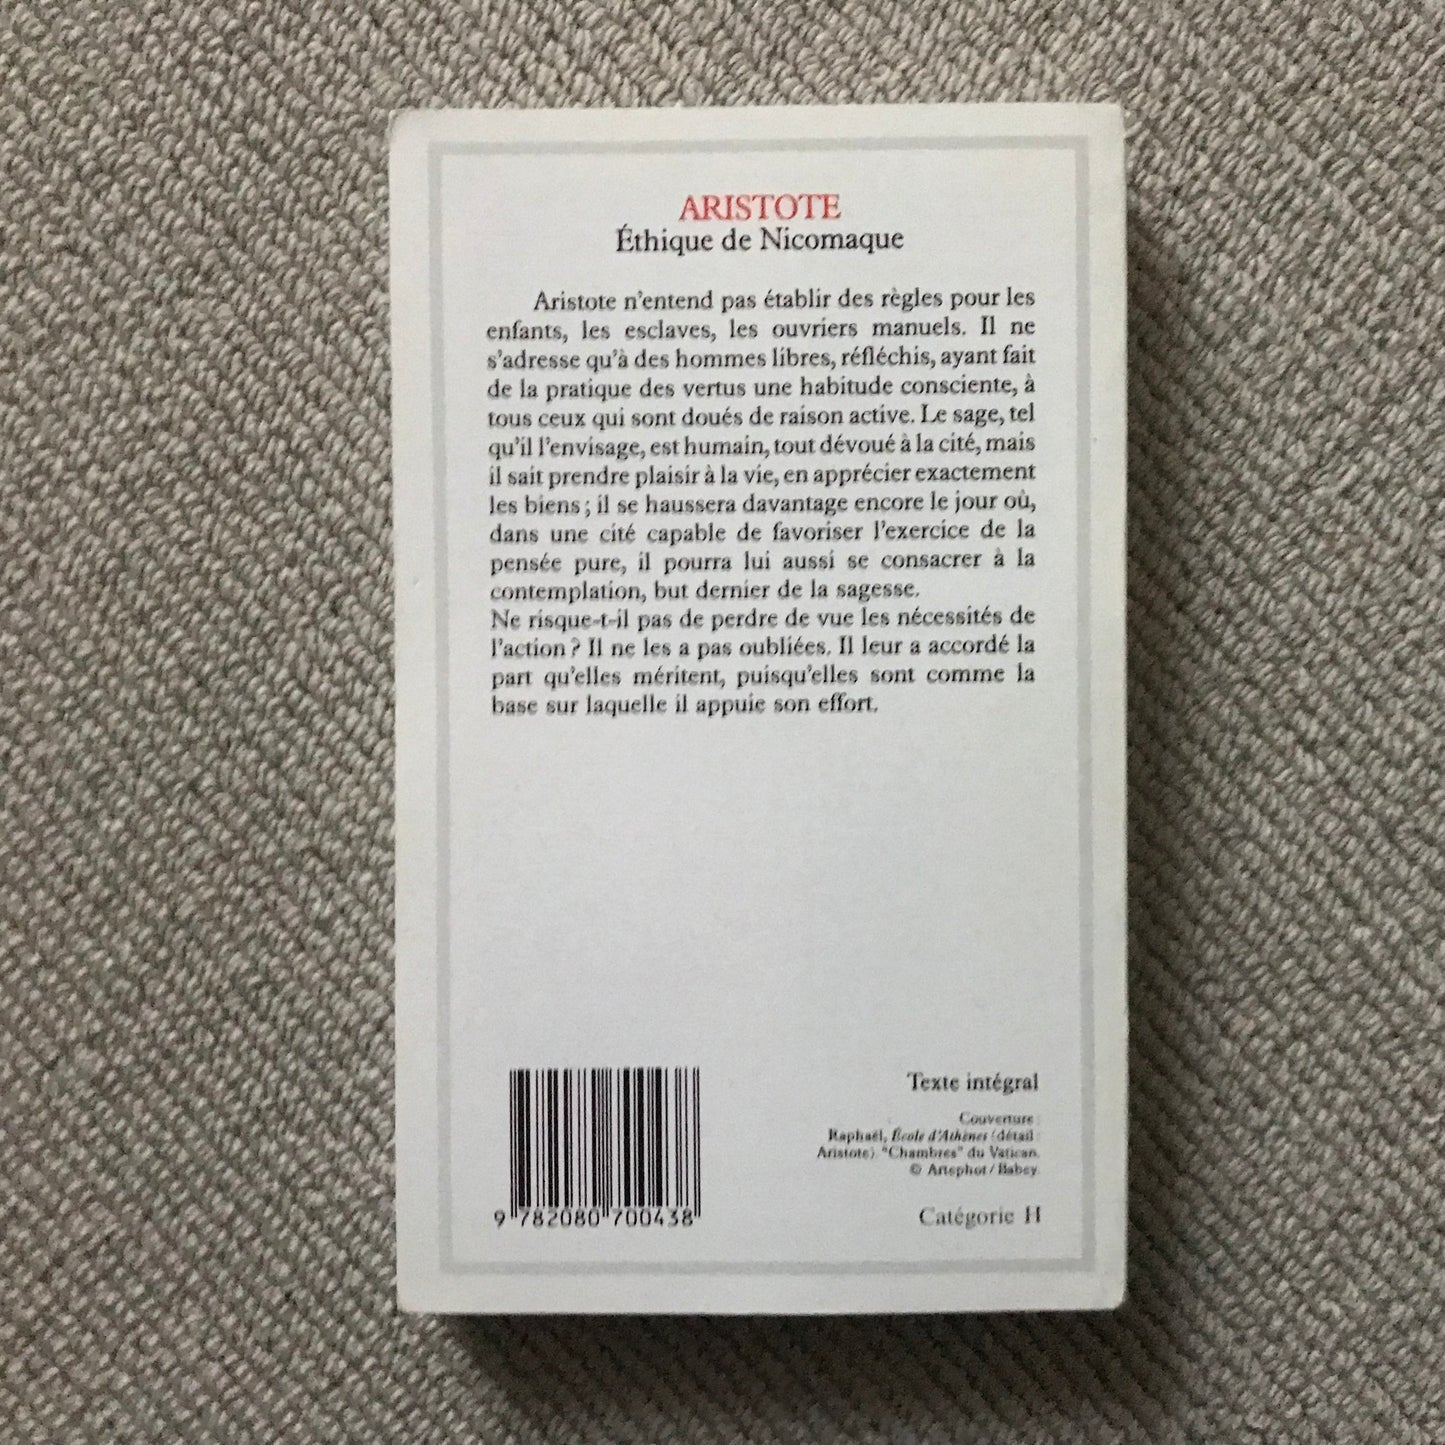 ARISTOTE
Éthique de Nicomaque
Aristote n'entend pas établir des règles pour les
enfants, les esclaves, les ouvriers manuels. Il ne
s'adresse qu'à des hommes libres, réfléchis, ayant fait
de la pratique des vertus une habitude consciente, à
tous ceux qui sont doués de raison active. Le sage, tel
qu'il l'envisage, est humain, tout dévoué à la cité, mais
il sait prendre plaisir à la vie, en apprécier exactement
les biens ; il se haussera davantage encore le jour où,
dans une cité capable de favoriser l'exercice de la
pensée pure, il pourra lui aussi se consacrer à la
contemplation, but dernier de la sagesse.
Ne risque-t-il pas de perdre de vue les nécessités de
l'action ? Il ne les a pas oubliées. Il leur a accordé la
part qu'elles méritent, puisqu'elles sont comme la
base sur laquelle il appuie son effort.
Texte intégral
Couverture :
Raphaël, École d'Athènes (détail :
Aristote). "Chambres" du Vatican.
© Artephot / Babey.
9 782080 700438
Catégorie H